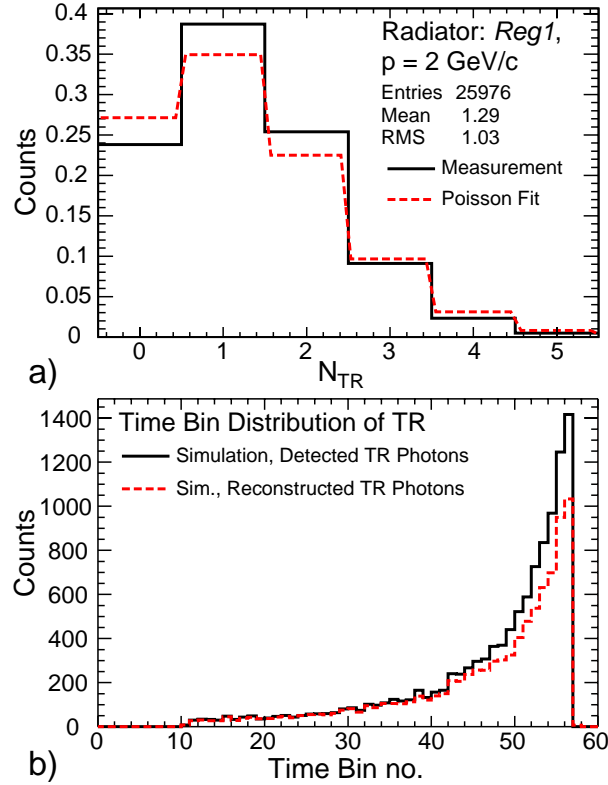 0.4
0.35
0.3
0.25
0.2
0.15
0.1
0.05
0
Counts
Radiator: Reg1,
p = 2 GeV/c
Entries 25976
Mean 1.29
RMS 1.03
Measurement
Poisson Fit
0 1 2 3 4 5
N_TR
a)
1400
1200
1000
800
600
400
200
0
Counts
Time Bin Distribution of TR
Simulation, Detected TR Photons
Sim., Reconstructed TR Photons
0 10 20 30 40 50 60
Time Bin no.
b)